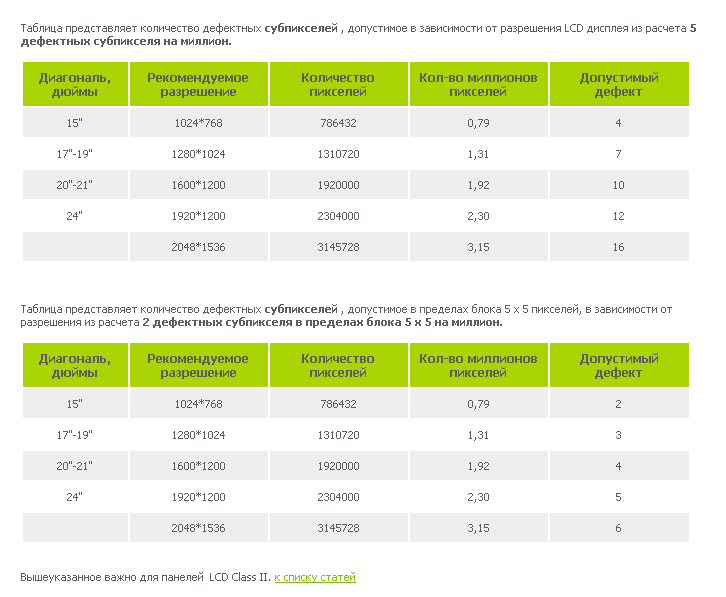 Таблица представляет количество дефектных субпикселей , допустимое в зависимости от разрешения LCD дисплея из расчета 5
дефектных субпикселя на миллион.
Диагональ, дюймы Рекомендуемое разрешение Количество пикселей Кол-во миллионов пикселей Допустимый дефект
15" 1024*768 786432 0,79 4
17"-19" 1280*1024 1310720 1,31 7
20"-21" 1600*1200 1920000 1,92 10
24" 1920*1200 2304000 2,30 12
2048*1536 3145728 3,15 16
Таблица представляет количество дефектных субпикселей , допустимое в пределах блока 5 x 5 пикселей, в зависимости от
разрешения из расчета 2 дефектных субпикселя в пределах блока 5 x 5 на миллион.
Диагональ, дюймы Рекомендуемое разрешение Количество пикселей Кол-во миллионов пикселей Допустимый дефект
15" 1024*768 786432 0,79 2
17"-19" 1280*1024 1310720 1,31 3
20"-21" 1600*1200 1920000 1,92 4
24" 1920*1200 2304000 2,30 5
2048*1536 3145728 3,15 6
Вышеуказанное важно для панелей LCD Class II. к списку статей